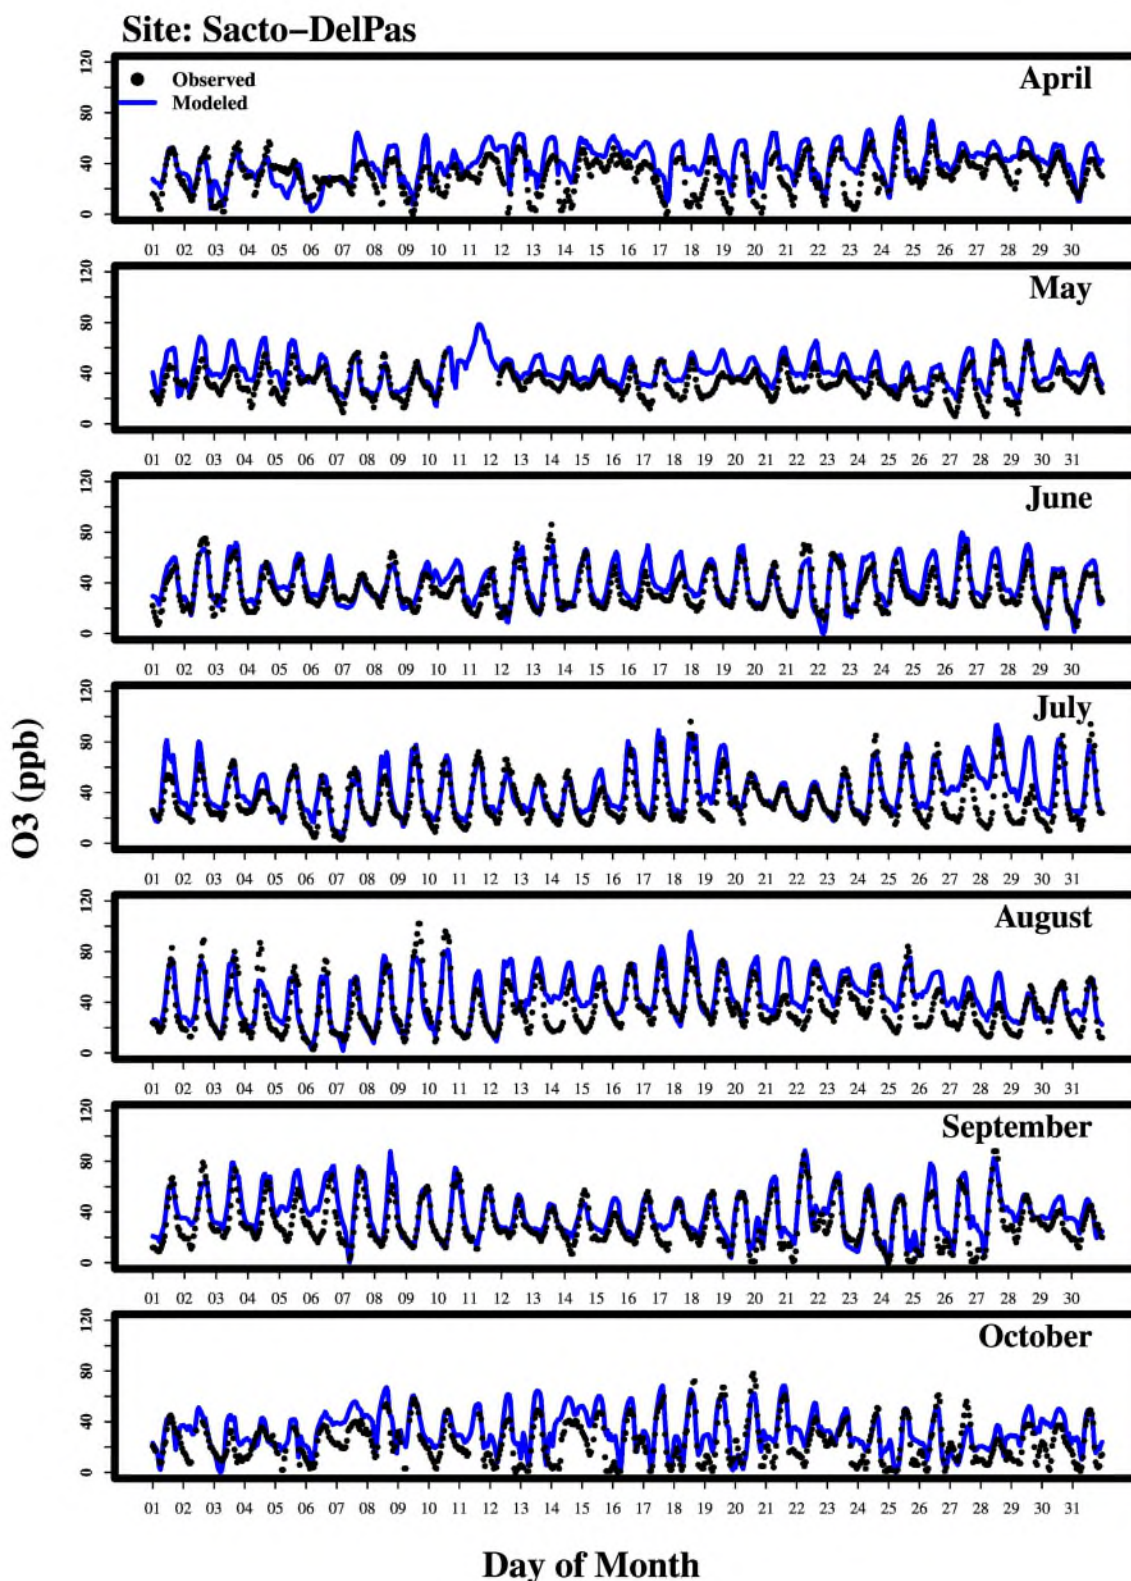 Site: Sacto-DelPas
Observed
Modeled
April
0 40 80 120
01 02 03 04 05 06 07 08 09 10 11 12 13 14 15 16 17 18 19 20 21 22 23 24 25 26 27 28 29 30
May
0 40 80 120
01 02 03 04 05 06 07 08 09 10 11 12 13 14 15 16 17 18 19 20 21 22 23 24 25 26 27 28 29 30 31
June
0 40 80 120
01 02 03 04 05 06 07 08 09 10 11 12 13 14 15 16 17 18 19 20 21 22 23 24 25 26 27 28 29 30
July
0 40 80 120
01 02 03 04 05 06 07 08 09 10 11 12 13 14 15 16 17 18 19 20 21 22 23 24 25 26 27 28 29 30 31
August
0 40 80 120
01 02 03 04 05 06 07 08 09 10 11 12 13 14 15 16 17 18 19 20 21 22 23 24 25 26 27 28 29 30 31
September
0 40 80 120
01 02 03 04 05 06 07 08 09 10 11 12 13 14 15 16 17 18 19 20 21 22 23 24 25 26 27 28 29 30
October
0 40 80 120
01 02 03 04 05 06 07 08 09 10 11 12 13 14 15 16 17 18 19 20 21 22 23 24 25 26 27 28 29 30 31
O3 (ppb)
Day of Month